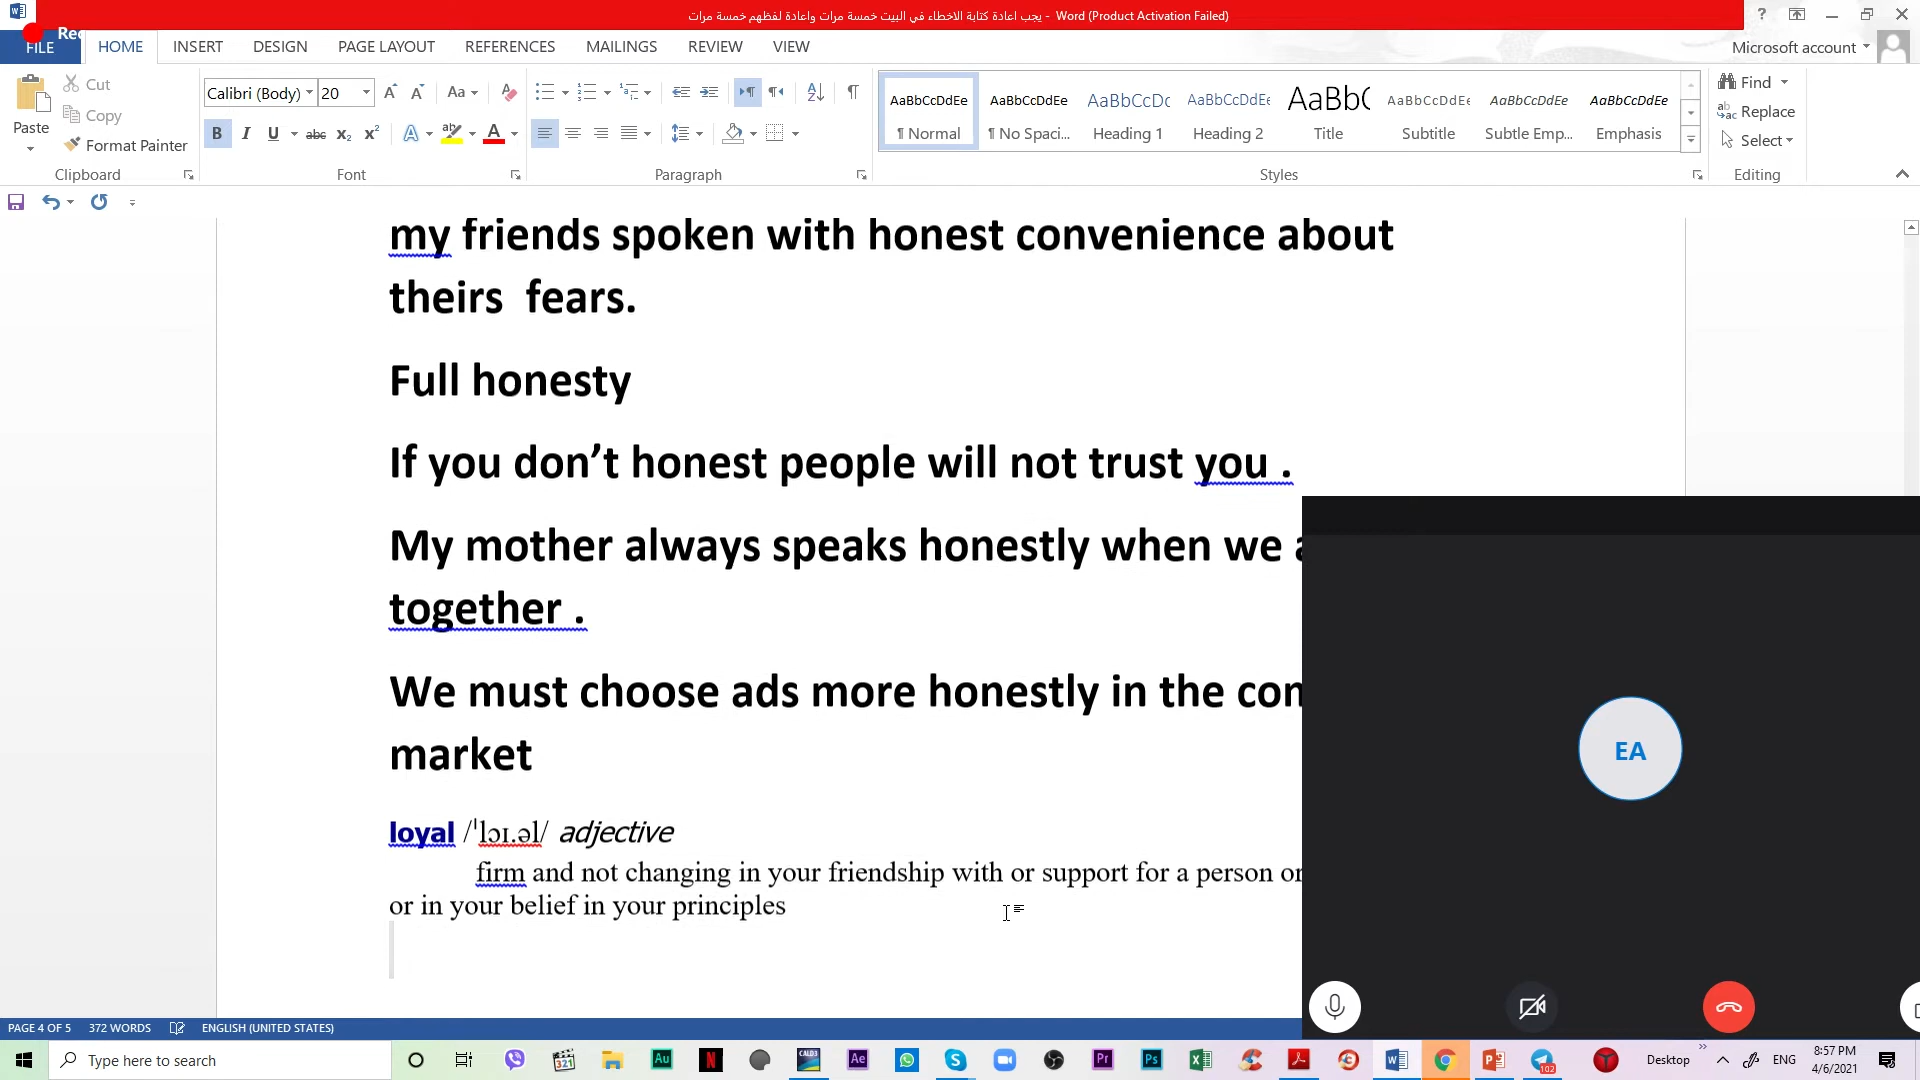 يجب اعادة كتابة الاخطاء في البيت خمسة مرات واعادة لفظهم خمسة مرات - Word (Product Activation Failed)
Rec
FILE HOME INSERT DESIGN PAGE LAYOUT REFERENCES MAILINGS REVIEW VIEW Microsoft account
Paste Cut Copy Format Painter
Calibri (Body) 20 Aa
B I U abc X₂ X² A ab A
AaBbCcDdEe AaBbCcDdEe AaBbCcDc AaBbCcDdEe AaBb( AaBbCcDdEe AaBbCcDdEe AaBbCcDdEe
¶ Normal ¶ No Spaci... Heading 1 Heading 2 Title Subtitle Subtle Emp... Emphasis
Find
Replace
Select
Clipboard Font Paragraph Styles Editing
my friends spoken with honest convenience about
theirs fears.
Full honesty
If you don’t honest people will not trust you .
My mother always speaks honestly when we a
together .
We must choose ads more honestly in the con
market
loyal /ˈlɔɪ.əl/ adjective
firm and not changing in your friendship with or support for a person or
or in your belief in your principles
EA
PAGE 4 OF 5 372 WORDS ENGLISH (UNITED STATES)
Type here to search
Desktop ENG 8:57 PM
4/6/2021